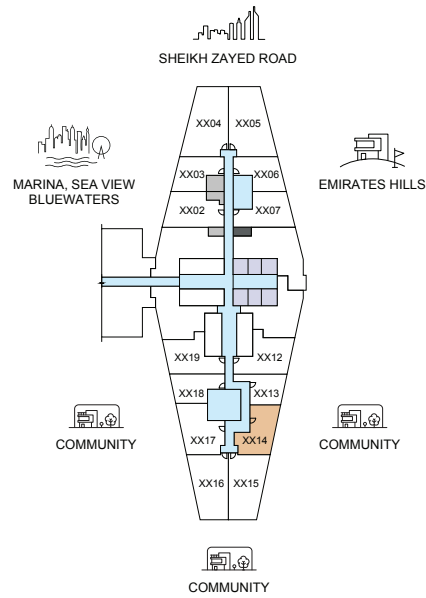 SHEIKH ZAYED ROAD
XX04
XX05
MARINA, SEA VIEW
BLUEWATERS
EMIRATES HILLS
XX03
XX06
XX02
XX07
XX19
XX12
XX18
XX13
COMMUNITY
COMMUNITY
XX17
XX14
XX16
XX15
COMMUNITY